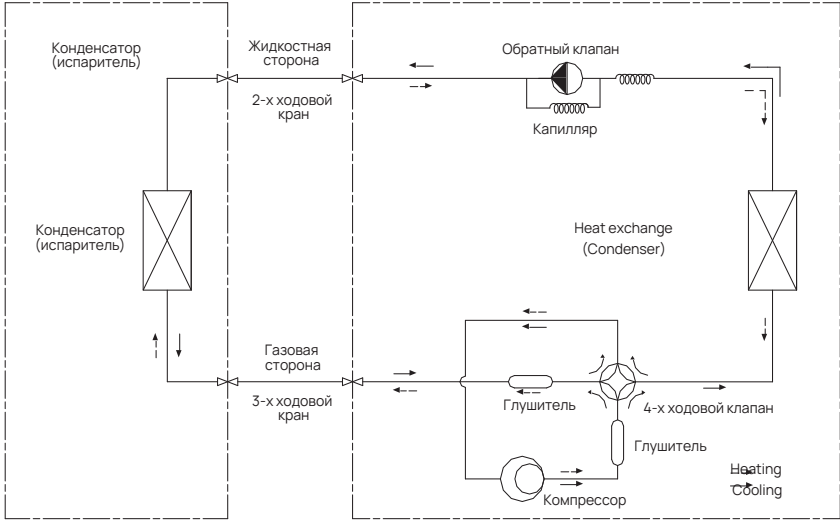 Конденсатор
(испаритель)
Жидкостная
сторона
2-х ходовой
кран
Обратный клапан
Капилляр
Конденсатор
(испаритель)
Heat exchange
(Condenser)
Газовая
сторона
3-х ходовой
кран
Глушитель
4-х ходовой клапан
Глушитель
Компрессор
Heating
Cooling